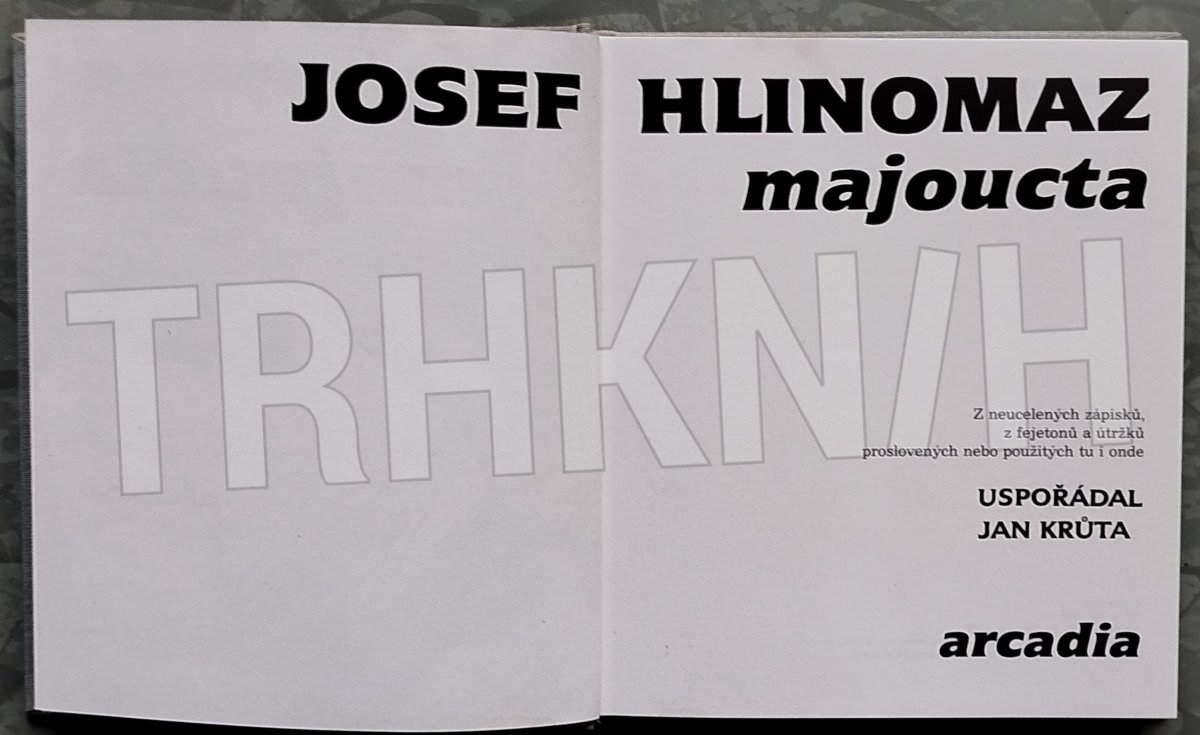 JOSEF HLINOMAZ
majoucta
TRHKN/H
Z neucelených zápisků,
z fejetonů a útržků
proslovených nebo použitých tu i onde
USPOŘÁDAL
JAN KRŮTA
arcadia